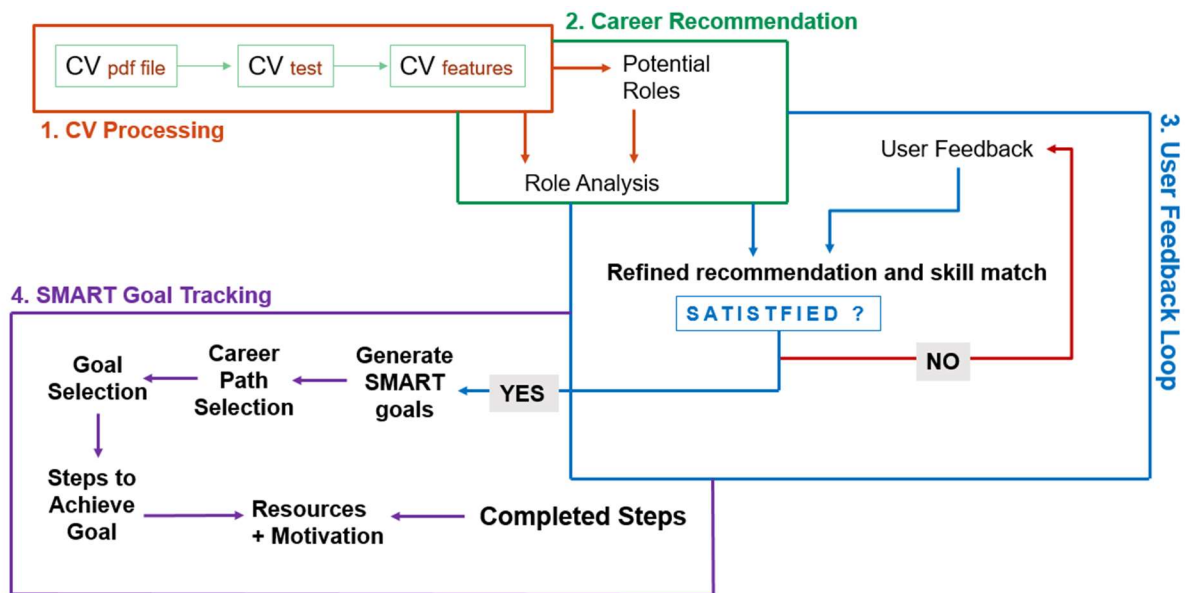 2. Career Recommendation
CV pdf file
CV test
CV features
Potential
Roles
1. CV Processing
Role Analysis
3. User Feedback Loop
User Feedback
Refined recommendation and skill match
SATISTFIED ?
NO
YES
4. SMART Goal Tracking
Generate
SMART
goals
Career
Path
Selection
Goal
Selection
Steps to
Achieve
Goal
Resources
+ Motivation
Completed Steps